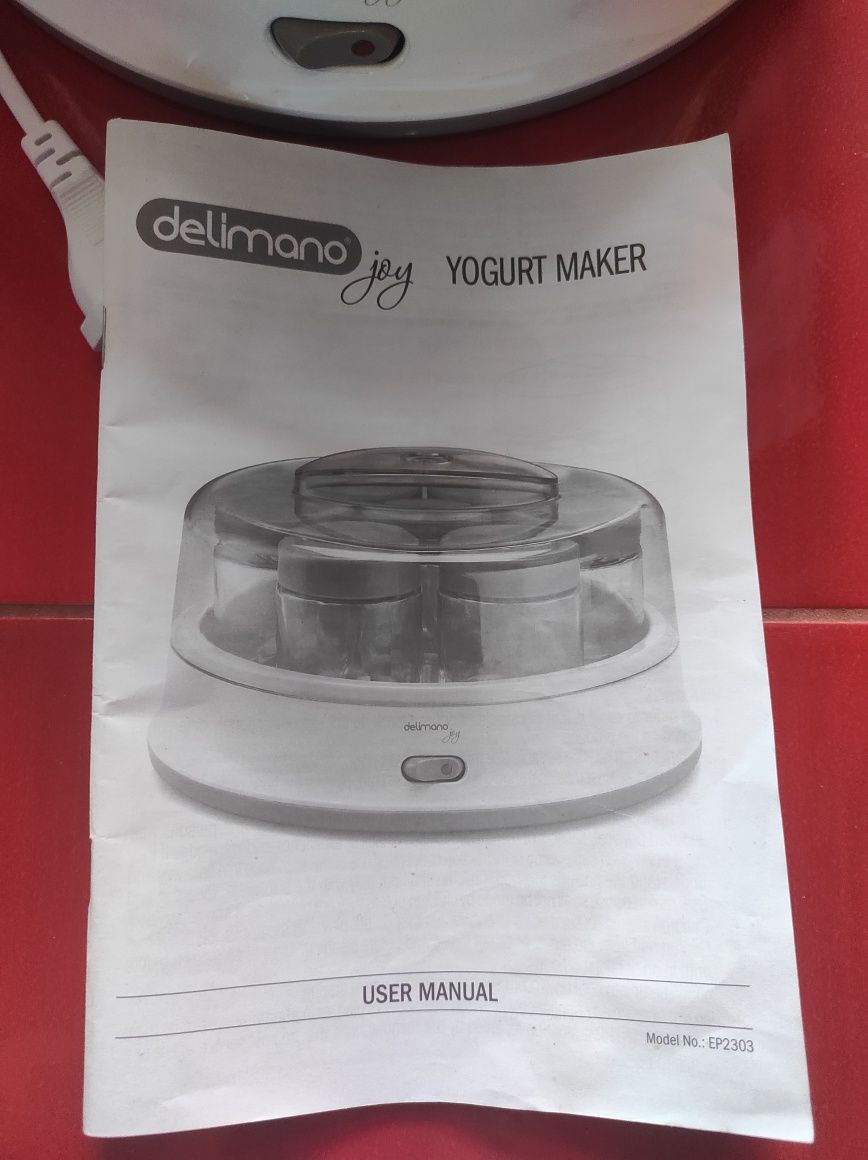 delimano® joy YOGURT MAKER
delimano joy
USER MANUAL
Model No.: EP2303